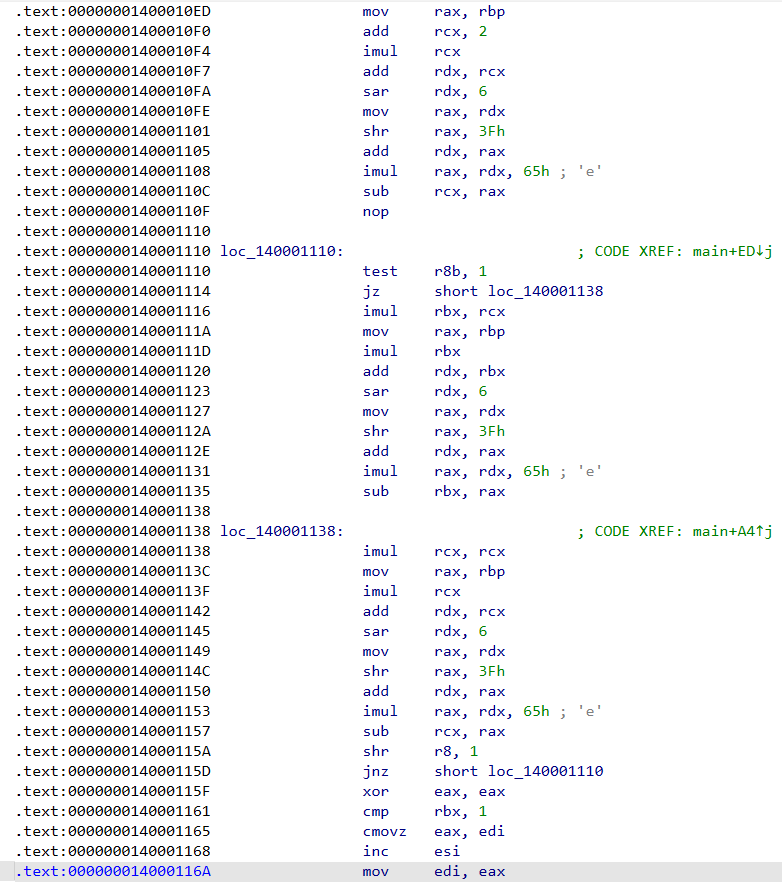 .text:00000001400010ED mov rax, rbp
.text:00000001400010F0 add rcx, 2
.text:00000001400010F4 imul rcx
.text:00000001400010F7 add rdx, rcx
.text:00000001400010FA sar rdx, 6
.text:00000001400010FE mov rax, rdx
.text:0000000140001101 shr rax, 3Fh
.text:0000000140001105 add rdx, rax
.text:0000000140001108 imul rax, rdx, 65h ; 'e'
.text:000000014000110C sub rcx, rax
.text:000000014000110F nop
.text:0000000140001110
.text:0000000140001110 loc_140001110: ; CODE XREF: main+ED↓j
.text:0000000140001110 test r8b, 1
.text:0000000140001114 jz short loc_140001138
.text:0000000140001116 imul rbx, rcx
.text:000000014000111A mov rax, rbp
.text:000000014000111D imul rbx
.text:0000000140001120 add rdx, rbx
.text:0000000140001123 sar rdx, 6
.text:0000000140001127 mov rax, rdx
.text:000000014000112A shr rax, 3Fh
.text:000000014000112E add rdx, rax
.text:0000000140001131 imul rax, rdx, 65h ; 'e'
.text:0000000140001135 sub rbx, rax
.text:0000000140001138
.text:0000000140001138 loc_140001138: ; CODE XREF: main+A4↑j
.text:0000000140001138 imul rcx, rcx
.text:000000014000113C mov rax, rbp
.text:000000014000113F imul rcx
.text:0000000140001142 add rdx, rcx
.text:0000000140001145 sar rdx, 6
.text:0000000140001149 mov rax, rdx
.text:000000014000114C shr rax, 3Fh
.text:0000000140001150 add rdx, rax
.text:0000000140001153 imul rax, rdx, 65h ; 'e'
.text:0000000140001157 sub rcx, rax
.text:000000014000115A shr r8, 1
.text:000000014000115D jnz short loc_140001110
.text:000000014000115F xor eax, eax
.text:0000000140001161 cmp rbx, 1
.text:0000000140001165 cmovz eax, edi
.text:0000000140001168 inc esi
.text:000000014000116A mov edi, eax